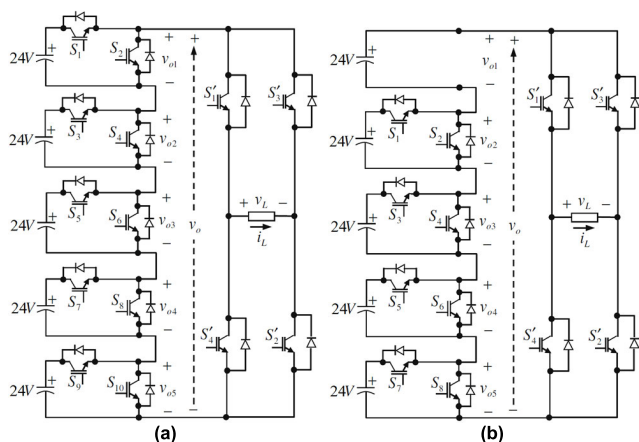 24V + S1 S2 + vo1 −
24V + S3 S4 + vo2 −
24V + S5 S6 + vo3 −
24V + S7 S8 + vo4 −
24V + S9 S10 + vo5 −
+ vo −
S′1 S′3
+ vL −
iL
S′4 S′2
(a)
24V + + vo1 −
24V + S1 S2 + vo2 −
24V + S3 S4 + vo3 −
24V + S5 S6 + vo4 −
24V + S7 S8 + vo5 −
+ vo −
S′1 S′3
+ vL −
iL
S′4 S′2
(b)